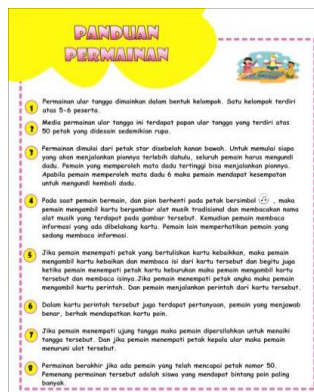 PANDUAN
PERMAINAN
1 Permainan ular tangga dimainkan dalam bentuk kelompok. Satu kelompok terdiri
atas 5-6 peserta.
2 Media permainan ular tangga ini terdapat papan ular tangga yang terdiri atas
50 petak yang didesain sedemikian rupa.
3 Permainan dimulai dari petak star disebelah kanan bawah. Untuk memulai siapa
yang akan menjalankan pionnya terlebih dahulu, seluruh pemain harus mengundi
dadu. Pemain yang memperoleh mata dadu tertinggi bisa menjalankan pionnya.
Apabila pemain memperoleh mata dadu 6 maka pemain mendapat kesempatan
untuk mengundi kembali dadu.
4 Pada saat pemain bermain, dan pion berhenti pada petak bersimbol , maka
pemain mengambil kartu bergambar alat musik tradisional dan membacakan nama
alat musik yang terdapat pada gambar tersebut. Kemudian pemain membaca
informasi yang ada dibelakang kartu. Pemain lain memperhatikan pemain yang
sedang membaca informasi.
5 Jika pemain menempati petak yang bertuliskan kartu kebaikkan, maka pemain
mengambil kartu kebaikan dan membaca isi dari kartu tersebut dan begitu juga
ketika pemain menempati petak kartu keburukan maka pemain mengambil kartu
tersebut dan membaca isinya.Jika pemain menempati petak angka maka pemain
mengambil kartu perintah. Dan pemain menjalankan perintah dari kartu tersebut.
6 Dalam kartu perintah tersebut juga terdapat pertanyaan, pemain yang menjawab
benar, berhak mendapatkan kartu poin.
7 Jika pemain menempati ujung tangga maka pemain dipersilahkan untuk menaiki
tangga tersebut. Dan jika pemain menempati petak kepala ular maka pemain
menuruni ular tersebut.
8 Permainan berakhir jika ada pemain yang telah mencapai petak nomor 50.
Pemenang permainan tersebut adalah siswa yang mendapat bintang poin paling
banyak.